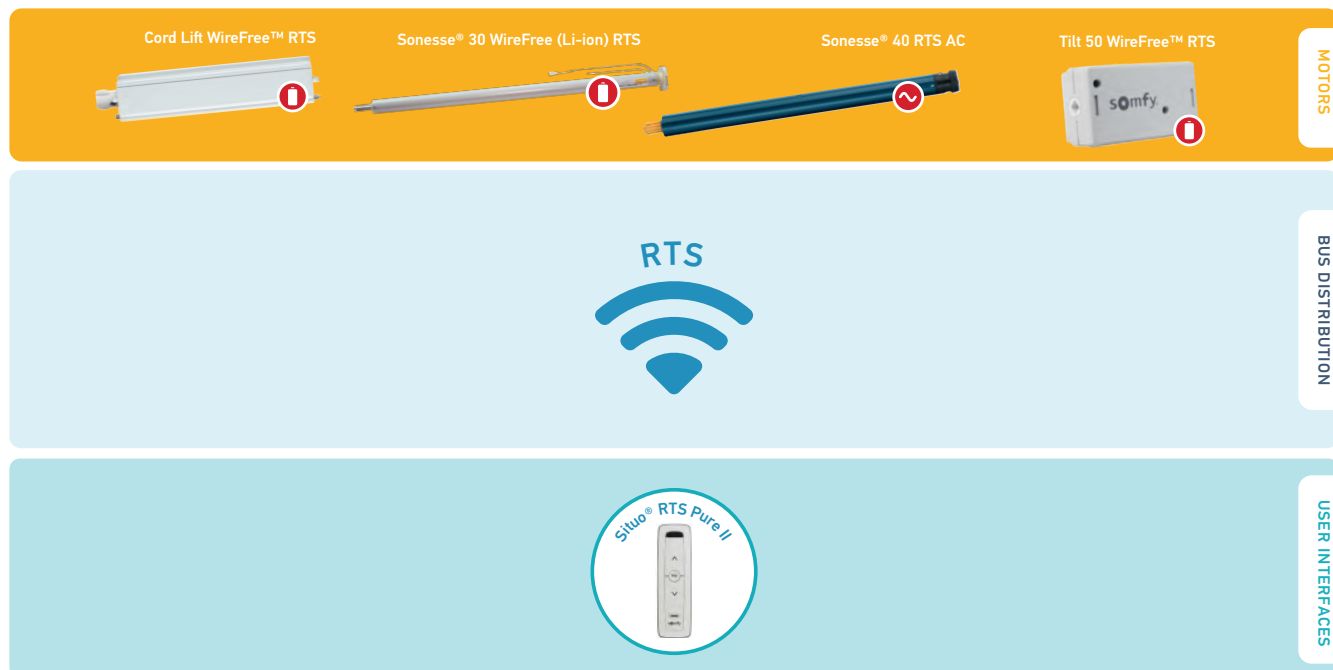 Cord Lift WireFree™ RTS
Sonesse® 30 WireFree (Li-ion) RTS
Sonesse® 40 RTS AC
Tilt 50 WireFree™ RTS
somfy.
MOTORS
RTS
BUS DISTRIBUTION
Situo® RTS Pure II
USER INTERFACES